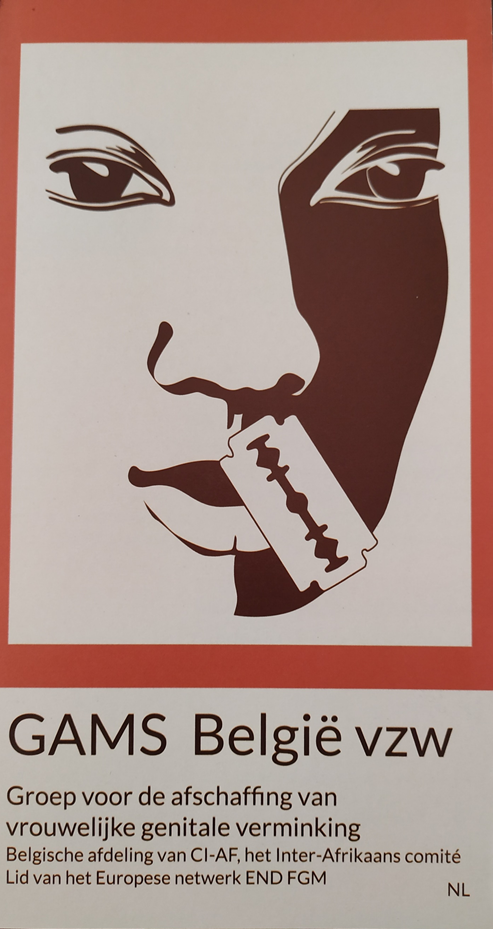 GAMS België vzw
Groep voor de afschaffing van
vrouwelijke genitale verminking
Belgische afdeling van CI-AF, het Inter-Afrikaans comité
Lid van het Europese netwerk END FGM
NL